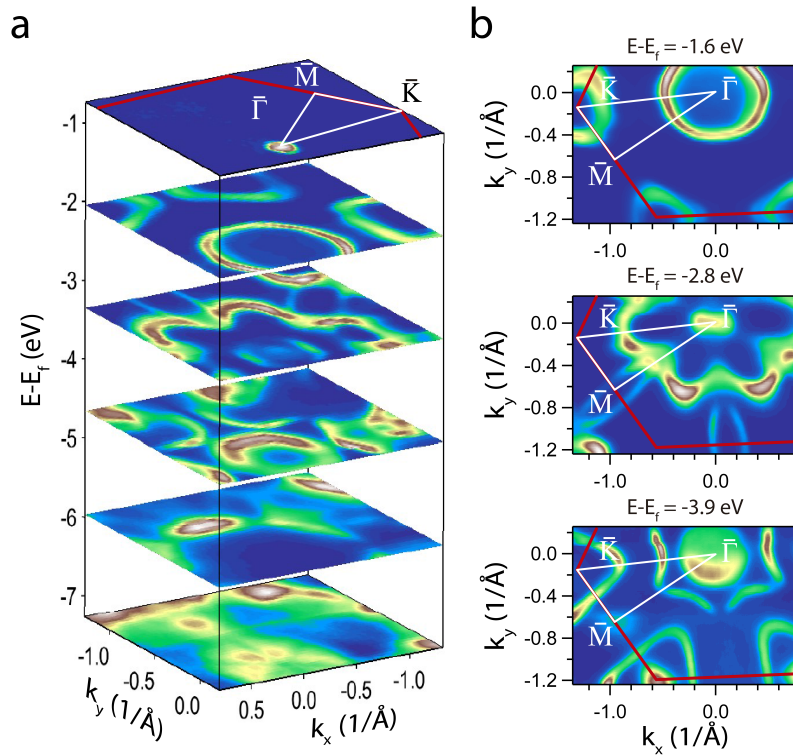 a
M̄
K̄
Γ̄
-1
-2
-3
-4
-5
-6
-7
E-E_f (eV)
-1.0
-0.5
0.0
k_y (1/Å)
0.5
0.0
-0.5
-1.0
k_x (1/Å)
b
E-E_f = -1.6 eV
K̄
Γ̄
M̄
0.0
-0.4
-0.8
-1.2
k_y (1/Å)
-1.0
0.0
E-E_f = -2.8 eV
K̄
Γ̄
M̄
0.0
-0.4
-0.8
-1.2
k_y (1/Å)
-1.0
0.0
E-E_f = -3.9 eV
K̄
Γ̄
M̄
0.0
-0.4
-0.8
-1.2
k_y (1/Å)
-1.0
0.0
k_x (1/Å)